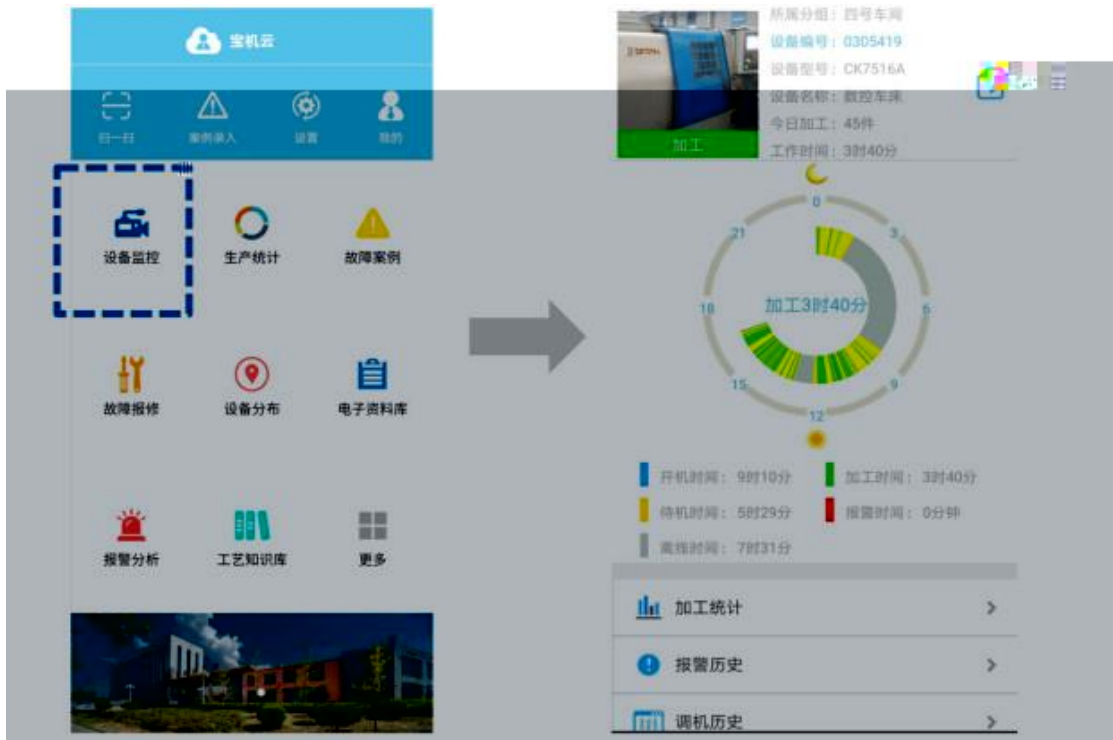 宝机云
扫一扫 案例录入 设置 我的
设备监控 生产统计 故障案例
故障报修 设备分布 电子资料库
报警分析 工艺知识库 更多
所属分组：四号车间
设备编号：0305419
设备型号：CK7516A
设备名称：数控车床
今日加工：45件
工作时间：3时40分
加工
0
21 3
18 加工3时40分 6
15 9
12
开机时间：9时10分 加工时间：3时40分
待机时间：5时29分 报警时间：0分钟
离线时间：7时31分
加工统计
报警历史
调机历史